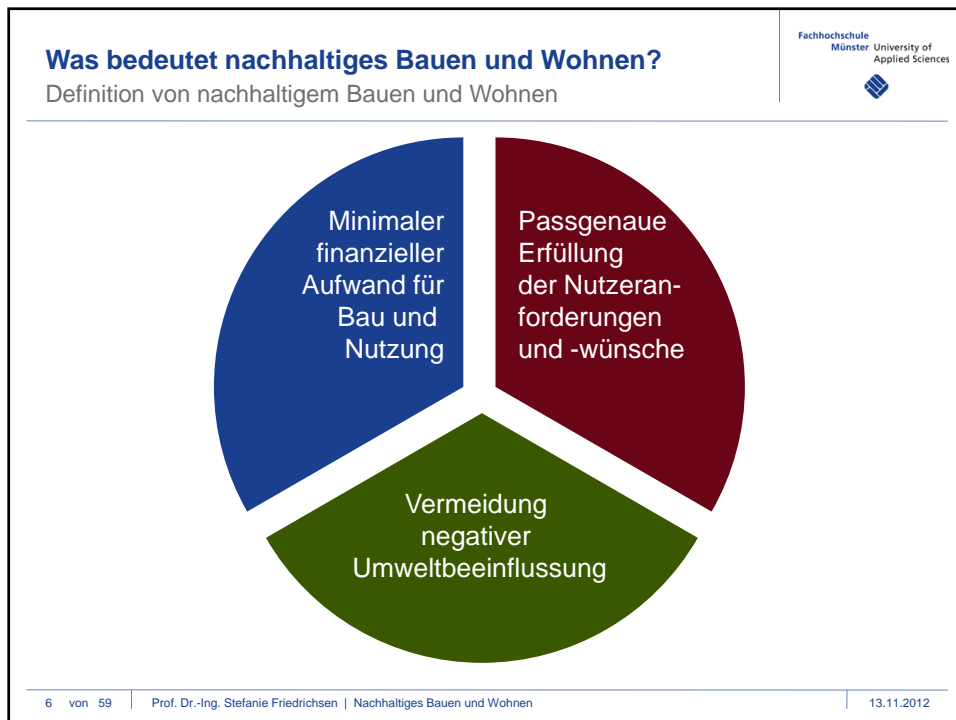 Was bedeutet nachhaltiges Bauen und Wohnen?
Definition von nachhaltigem Bauen und Wohnen
Fachhochschule
Münster University of
Applied Sciences
Minimaler
finanzieller
Aufwand für
Bau und
Nutzung
Passgenaue
Erfüllung
der Nutzeran-
forderungen
und -wünsche
Vermeidung
negativer
Umweltbeeinflussung
6 von 59 Prof. Dr.-Ing. Stefanie Friedrichsen | Nachhaltiges Bauen und Wohnen 13.11.2012